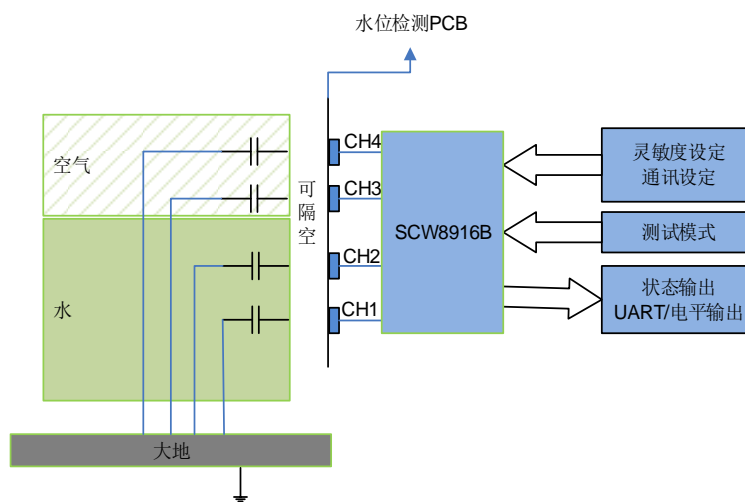 水位检测PCB
空气
可隔空
CH4
CH3
CH2
CH1
SCW8916B
灵敏度设定
通讯设定
测试模式
状态输出
UART/电平输出
水
大地